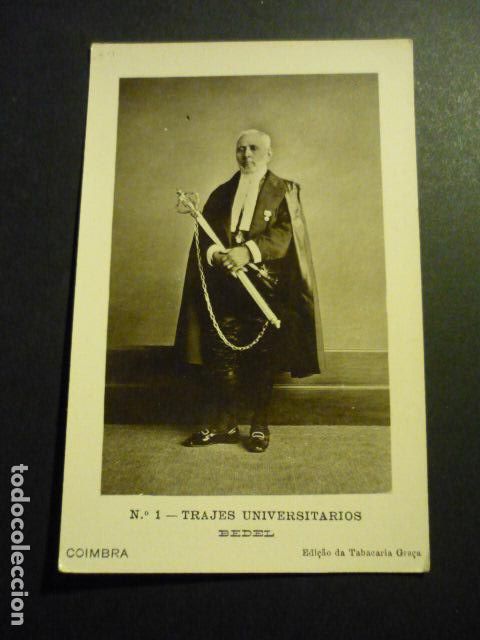 N.º 1 — TRAJES UNIVERSITARIOS
BEDEL
COIMBRA
Edição da Tabacaria Graça
todocoleccion